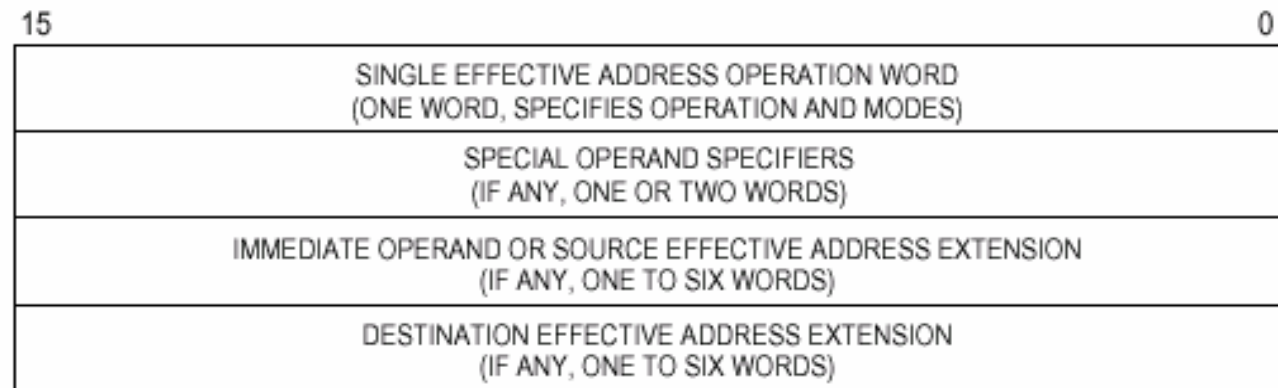 15 0
SINGLE EFFECTIVE ADDRESS OPERATION WORD
(ONE WORD, SPECIFIES OPERATION AND MODES)
SPECIAL OPERAND SPECIFIERS
(IF ANY, ONE OR TWO WORDS)
IMMEDIATE OPERAND OR SOURCE EFFECTIVE ADDRESS EXTENSION
(IF ANY, ONE TO SIX WORDS)
DESTINATION EFFECTIVE ADDRESS EXTENSION
(IF ANY, ONE TO SIX WORDS)